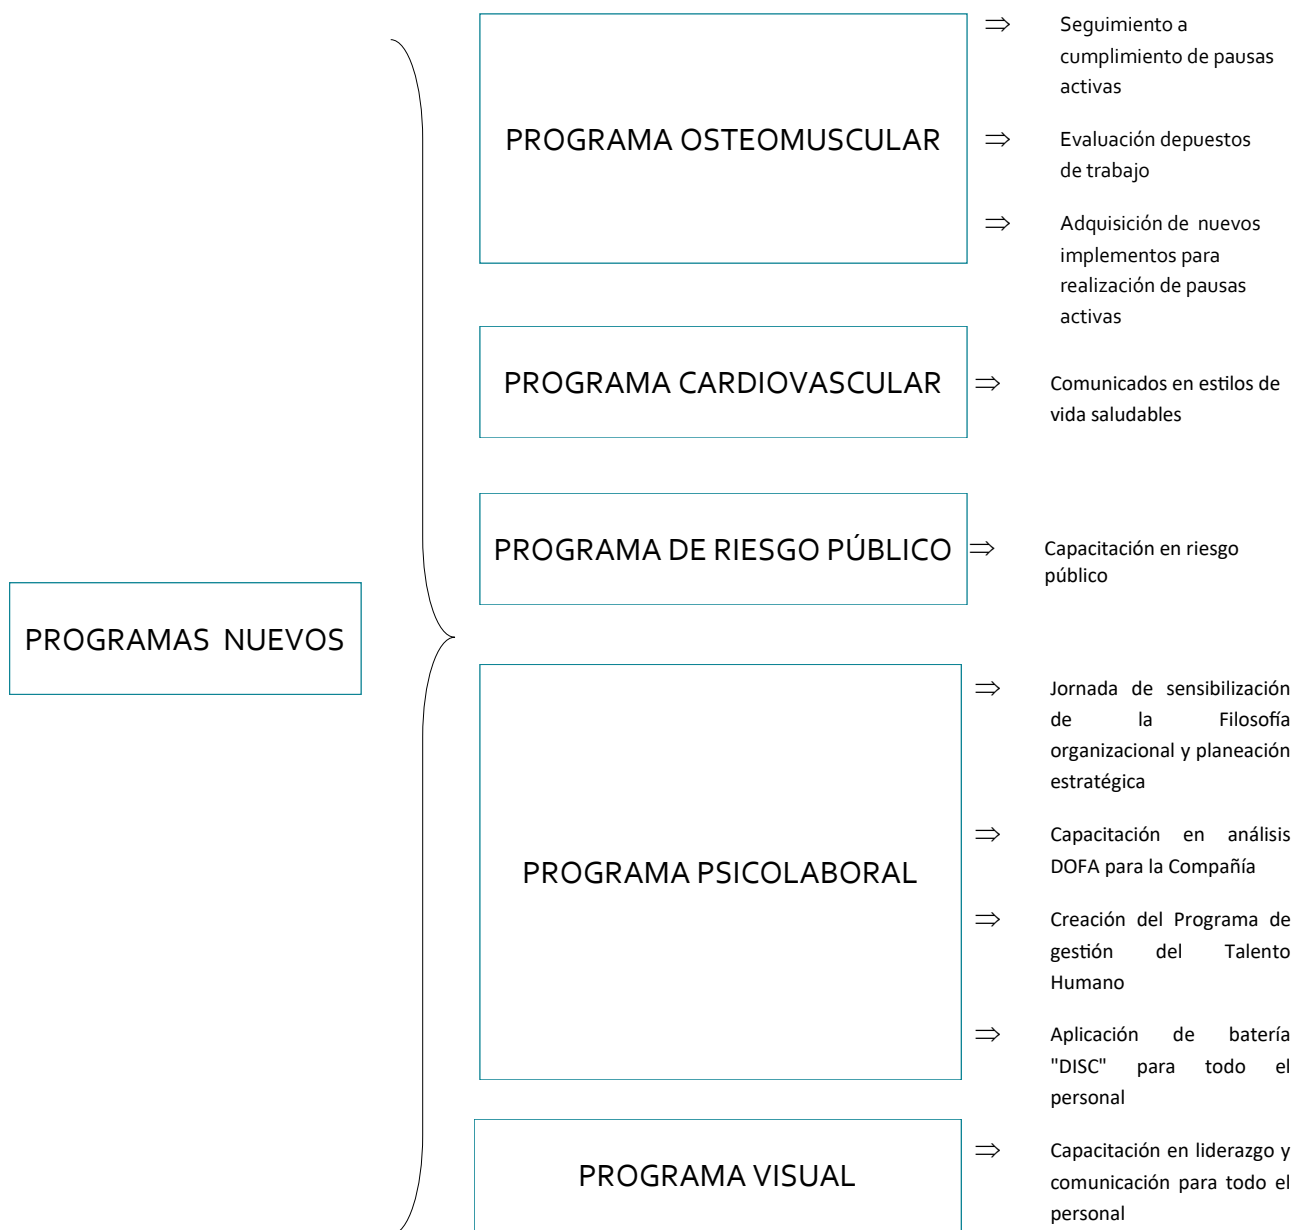 PROGRAMAS NUEVOS
PROGRAMA OSTEOMUSCULAR
⇒ Seguimiento a
cumplimiento de pausas
activas
⇒ Evaluación depuestos
de trabajo
⇒ Adquisición de nuevos
implementos para
realización de pausas
activas
PROGRAMA CARDIOVASCULAR
⇒ Comunicados en estilos de
vida saludables
PROGRAMA DE RIESGO PÚBLICO
⇒ Capacitación en riesgo
público
PROGRAMA PSICOLABORAL
⇒ Jornada de sensibilización
de la Filosofía
organizacional y planeación
estratégica
⇒ Capacitación en análisis
DOFA para la Compañía
⇒ Creación del Programa de
gestión del Talento
Humano
⇒ Aplicación de batería
"DISC" para todo el
personal
PROGRAMA VISUAL
⇒ Capacitación en liderazgo y
comunicación para todo el
personal